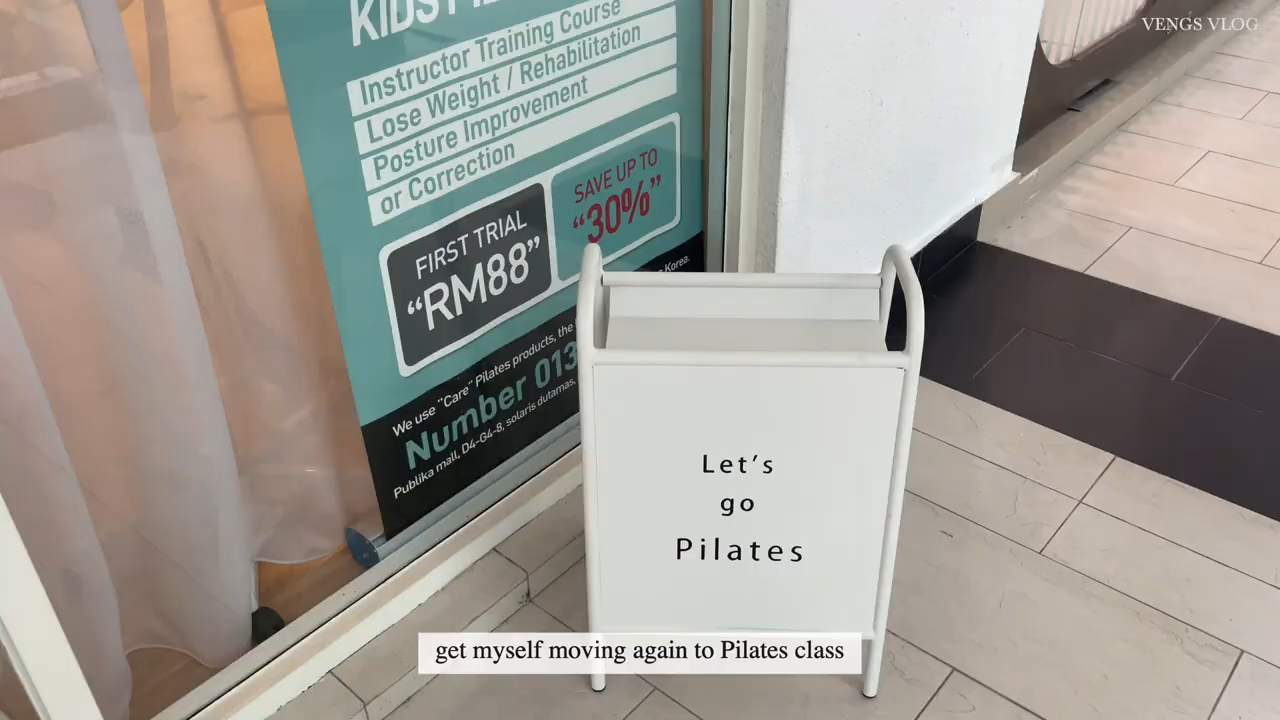 VENGS VLOG
KIDS
Instructor Training Course
Lose Weight / Rehabilitation
Posture Improvement
or Correction
FIRST TRIAL
“RM88”
SAVE UP TO
“30%”
Korea.
We use “Care” Pilates products, the
Number 013
Publika mall, D4-G4-8, solaris dutamas,
Let’s
go
Pilates
get myself moving again to Pilates class